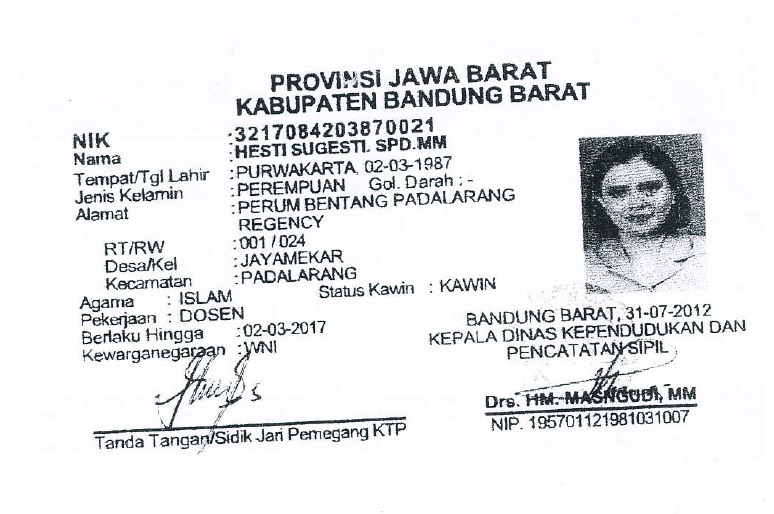 PROVINSI JAWA BARAT
KABUPATEN BANDUNG BARAT
NIK :3217084203870021
Nama :HESTI SUGESTI. SPD.MM
Tempat/Tgl Lahir :PURWAKARTA, 02-03-1987
Jenis Kelamin :PEREMPUAN Gol. Darah : -
Alamat :PERUM BENTANG PADALARANG
REGENCY
RT/RW :001 / 024
Desa/Kel :JAYAMEKAR
Kecamatan :PADALARANG
Agama : ISLAM Status Kawin : KAWIN
Pekerjaan : DOSEN
Berlaku Hingga :02-03-2017
Kewarganegaraan :WNI
BANDUNG BARAT, 31-07-2012
KEPALA DINAS KEPENDUDUKAN DAN
PENCATATAN SIPIL
Drs. HM. MASNGUDI, MM
NIP. 195701121981031007
Tanda Tangan/Sidik Jari Pemegang KTP